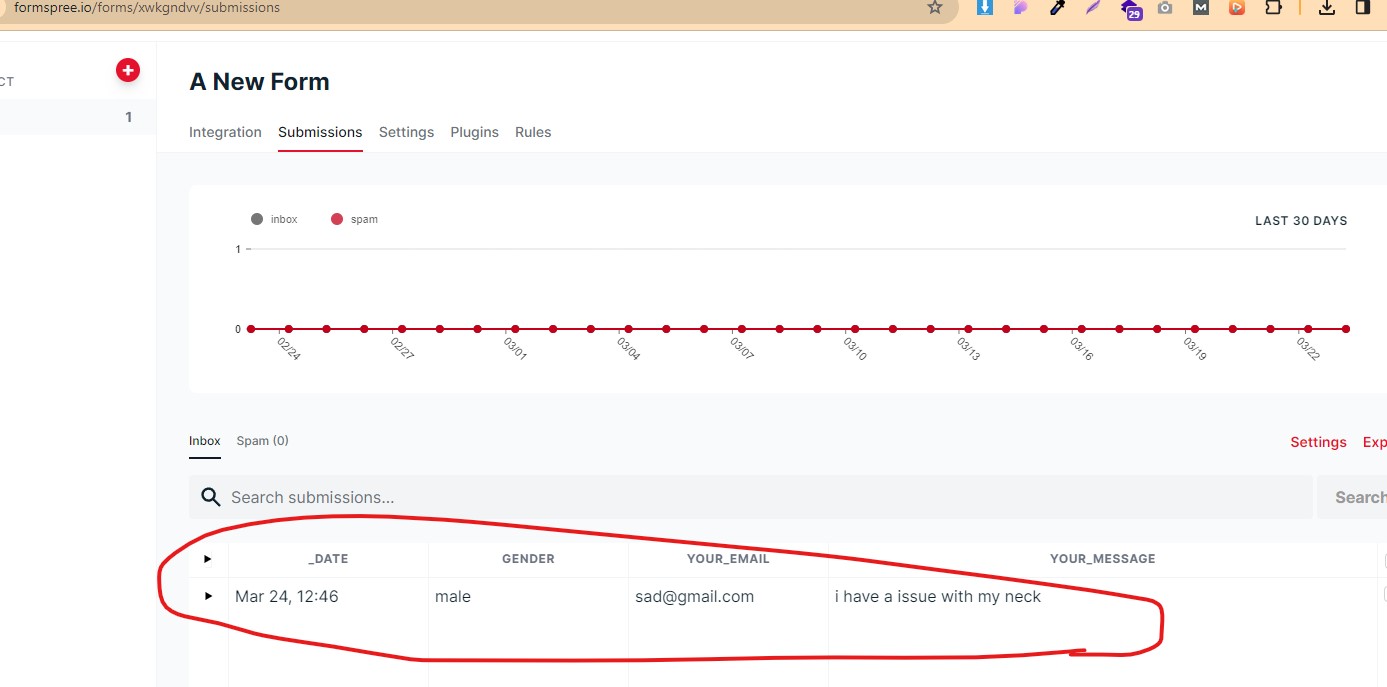 formspree.io/forms/xwkgndvv/submissions
29
M
CT
1
A New Form
Integration Submissions Settings Plugins Rules
inbox spam LAST 30 DAYS
1
0
02/24 02/27 03/01 03/04 03/07 03/10 03/13 03/16 03/19 03/22
Inbox Spam (0) Settings Exp
Search submissions... Search
_DATE GENDER YOUR_EMAIL YOUR_MESSAGE
Mar 24, 12:46 male sad@gmail.com i have a issue with my neck